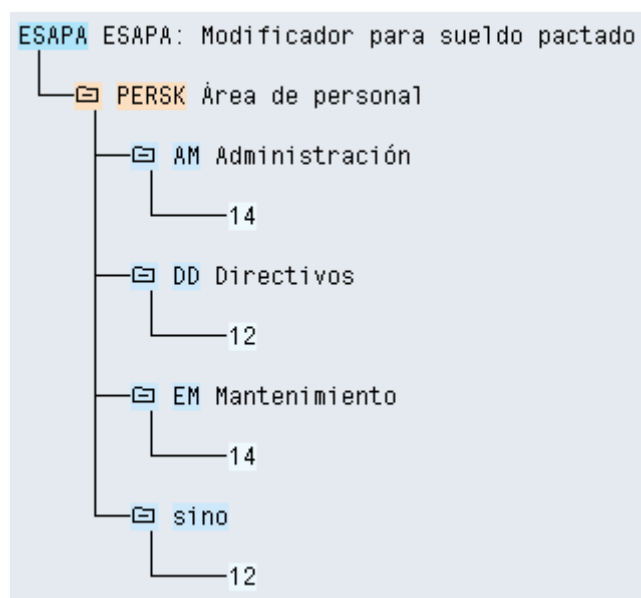 ESAPA ESAPA: Modificador para sueldo pactado
PERSK Área de personal
AM Administración
14
DD Directivos
12
EM Mantenimiento
14
sino
12